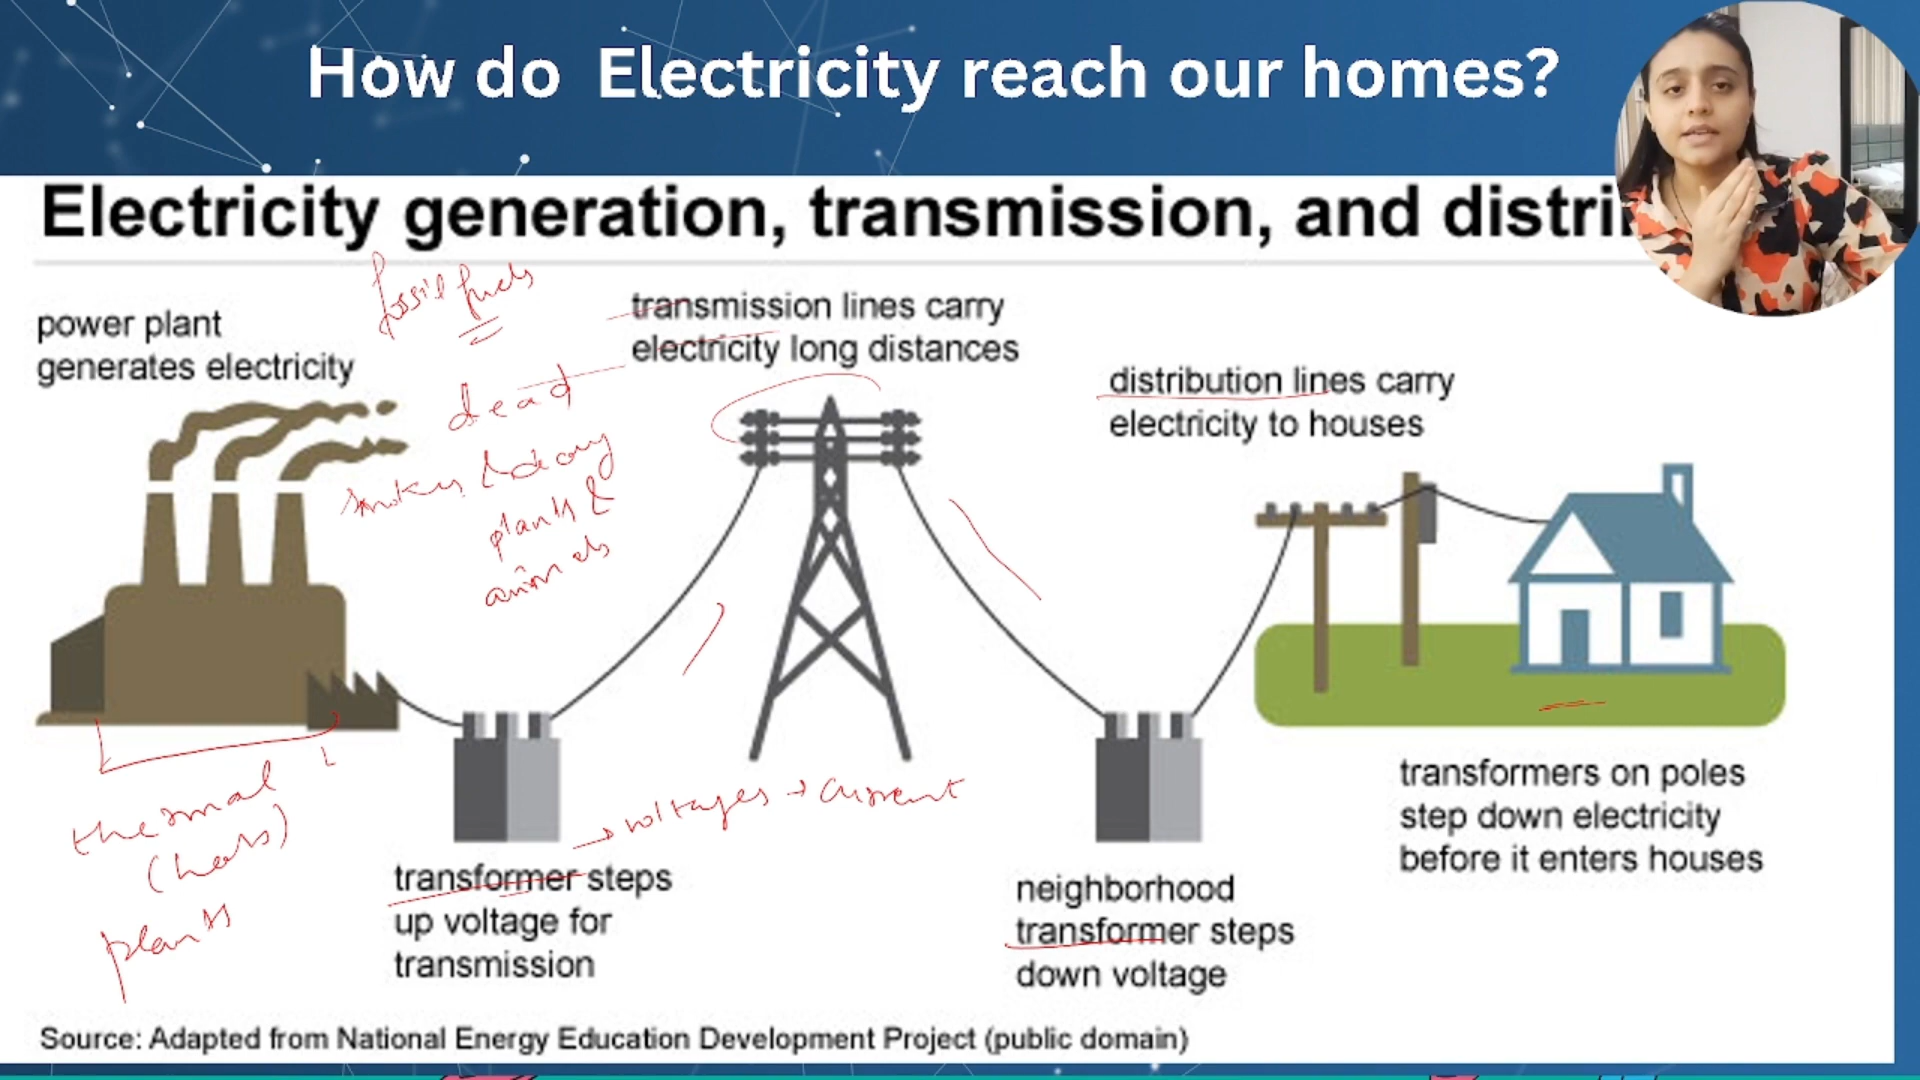 How do Electricity reach our homes?
Electricity generation, transmission, and distri
fossil fuels
power plant
generates electricity
transmission lines carry
electricity long distances
dead
plants &
animals
distribution lines carry
electricity to houses
thermal
plants
→ voltages → current
transformer steps
up voltage for
transmission
neighborhood
transformer steps
down voltage
transformers on poles
step down electricity
before it enters houses
Source: Adapted from National Energy Education Development Project (public domain)